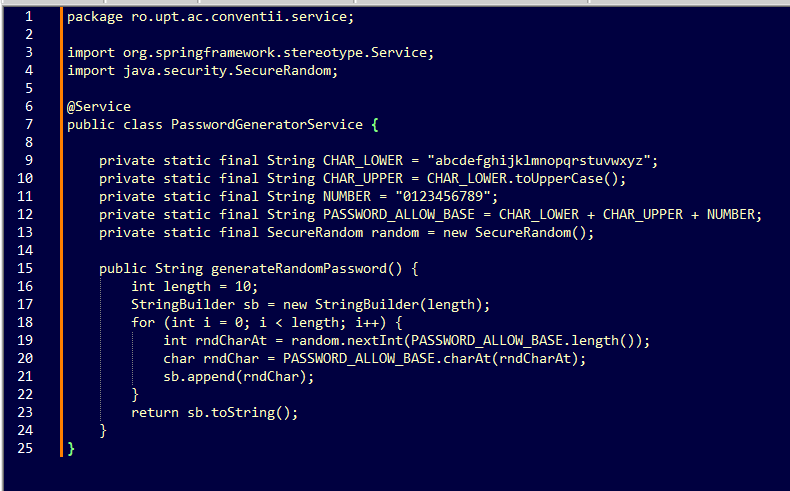 1 package ro.upt.ac.conventii.service;
2
3 import org.springframework.stereotype.Service;
4 import java.security.SecureRandom;
5
6 @Service
7 public class PasswordGeneratorService {
8
9     private static final String CHAR_LOWER = "abcdefghijklmnopqrstuvwxyz";
10     private static final String CHAR_UPPER = CHAR_LOWER.toUpperCase();
11     private static final String NUMBER = "0123456789";
12     private static final String PASSWORD_ALLOW_BASE = CHAR_LOWER + CHAR_UPPER + NUMBER;
13     private static final SecureRandom random = new SecureRandom();
14
15     public String generateRandomPassword() {
16         int length = 10;
17         StringBuilder sb = new StringBuilder(length);
18         for (int i = 0; i < length; i++) {
19             int rndCharAt = random.nextInt(PASSWORD_ALLOW_BASE.length());
20             char rndChar = PASSWORD_ALLOW_BASE.charAt(rndCharAt);
21             sb.append(rndChar);
22         }
23         return sb.toString();
24     }
25 }